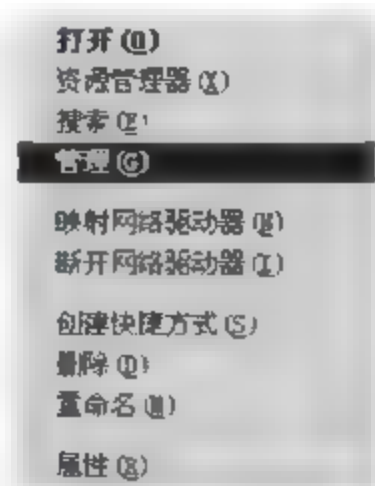 打开(O)
资源管理器(X)
搜索(E)
管理(G)
映射网络驱动器(N)
断开网络驱动器(I)
创建快捷方式(S)
删除(D)
重命名(M)
属性(R)